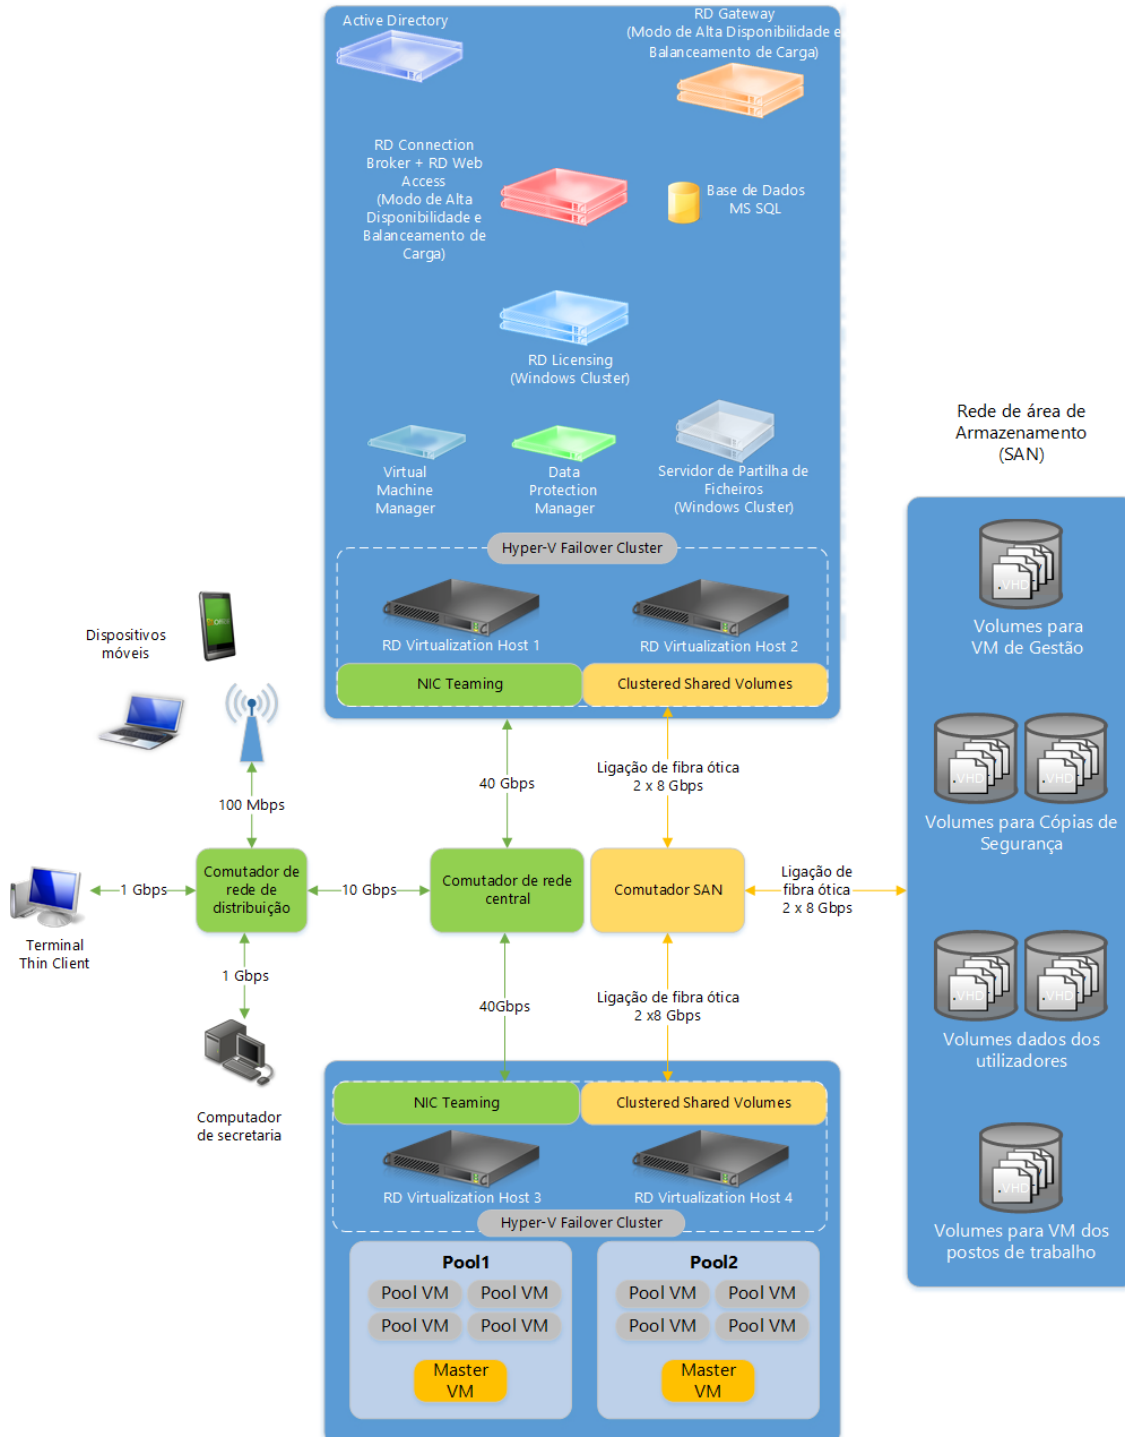 Active Directory
RD Gateway
(Modo de Alta Disponibilidade e
Balanceamento de Carga)
RD Connection
Broker + RD Web
Access
(Modo de Alta
Disponibilidade e
Balanceamento de
Carga)
Base de Dados
MS SQL
RD Licensing
(Windows Cluster)
Virtual
Machine
Manager
Data
Protection
Manager
Servidor de Partilha de
Ficheiros
(Windows Cluster)
Hyper-V Failover Cluster
RD Virtualization Host 1
RD Virtualization Host 2
NIC Teaming
Clustered Shared Volumes
Rede de área de
Armazenamento
(SAN)
.VHD
Volumes para
VM de Gestão
.VHD
.VHD
Volumes para Cópias de
Segurança
.VHD
.VHD
Volumes dados dos
utilizadores
.VHD
Volumes para VM dos
postos de trabalho
Dispositivos
móveis
100 Mbps
40 Gbps
Ligação de fibra ótica
2 x 8 Gbps
Terminal
Thin Client
1 Gbps
Comutador de
rede de
distribuição
10 Gbps
Comutador de rede
central
Comutador SAN
Ligação de
fibra ótica
2 x 8 Gbps
1 Gbps
Computador
de secretaria
40Gbps
Ligação de fibra ótica
2 x8 Gbps
NIC Teaming
Clustered Shared Volumes
RD Virtualization Host 3
RD Virtualization Host 4
Hyper-V Failover Cluster
Pool1
Pool VM
Pool VM
Pool VM
Pool VM
Master
VM
Pool2
Pool VM
Pool VM
Pool VM
Pool VM
Master
VM